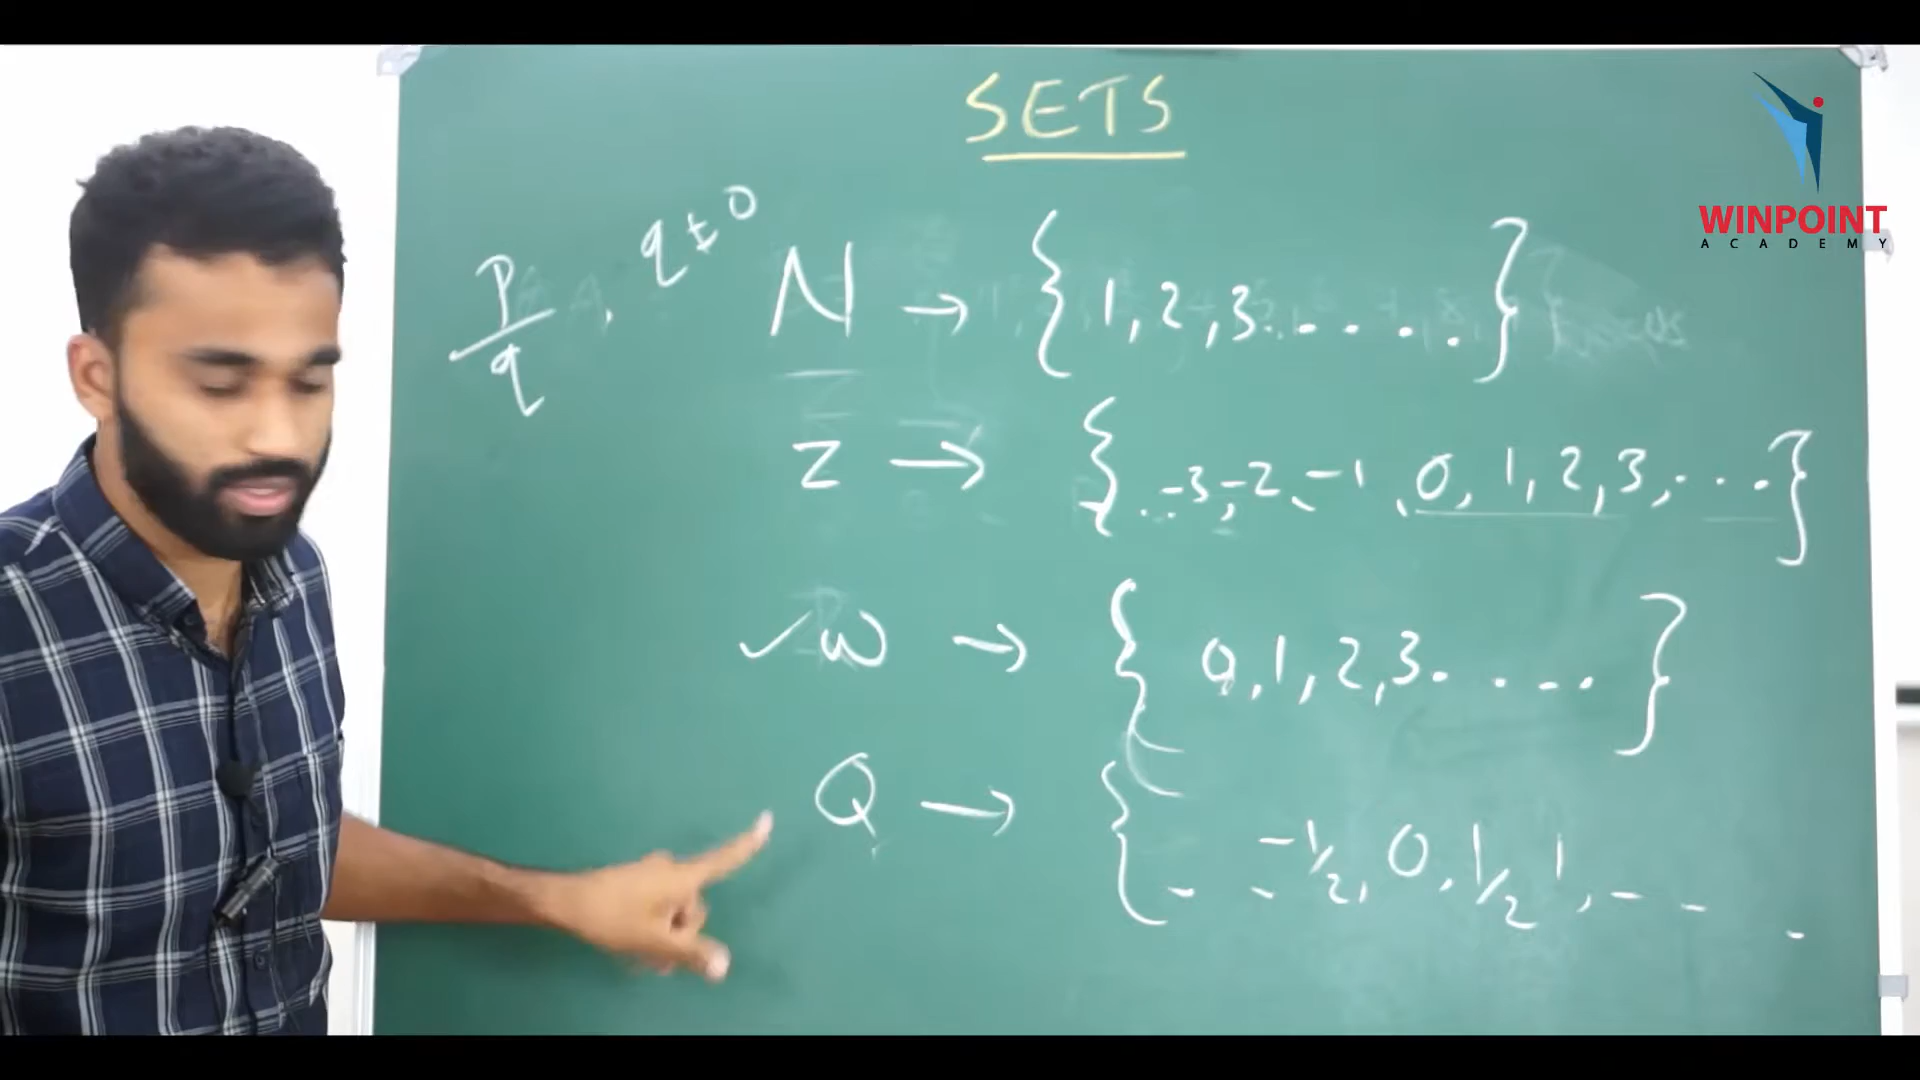 SETS
WINPOINT
ACADEMY
p/q , q ≠ 0
N → { 1, 2, 3 . . . . . }
Z → { . . -3, -2, -1, 0, 1, 2, 3, . . . }
✓ W → { 0, 1, 2, 3 . . . . }
Q → { - - -1/2, 0, 1/2, 1, - - -